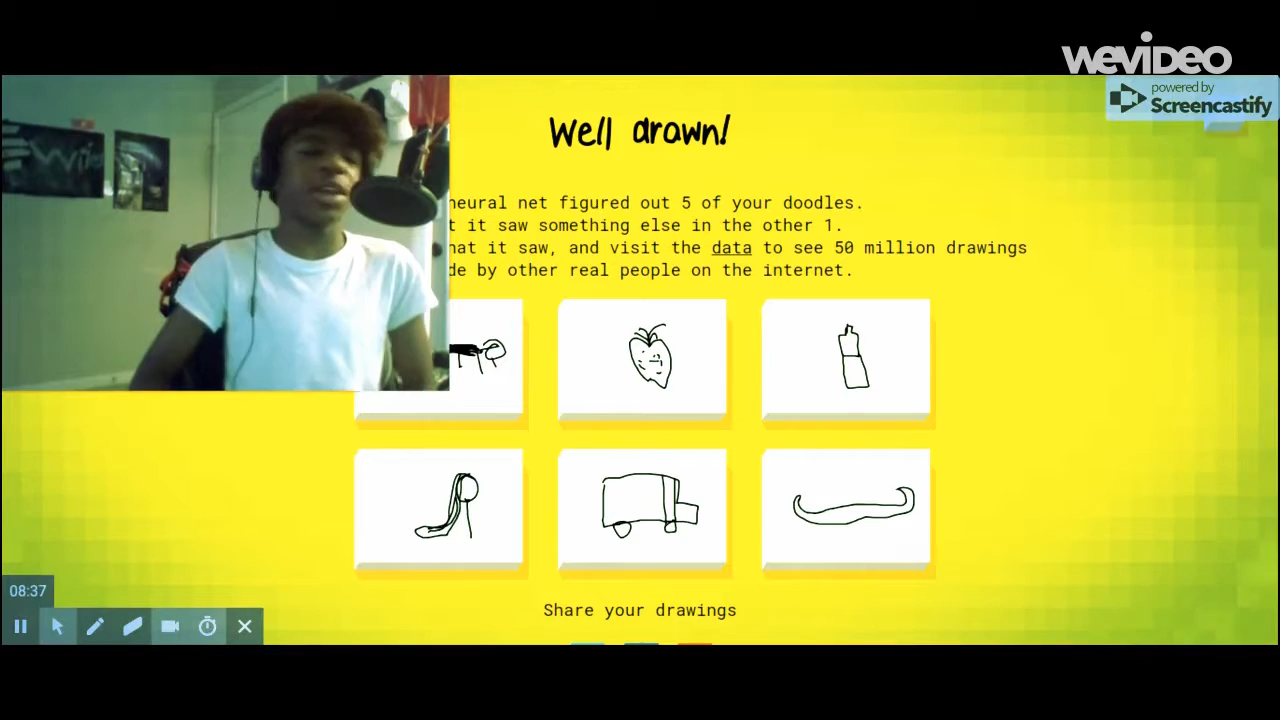 WEVIDEO
powered by
Screencastify
Well drawn!
neural net figured out 5 of your doodles.
it saw something else in the other 1.
it saw, and visit the data to see 50 million drawings
by other real people on the internet.
08:37
Share your drawings